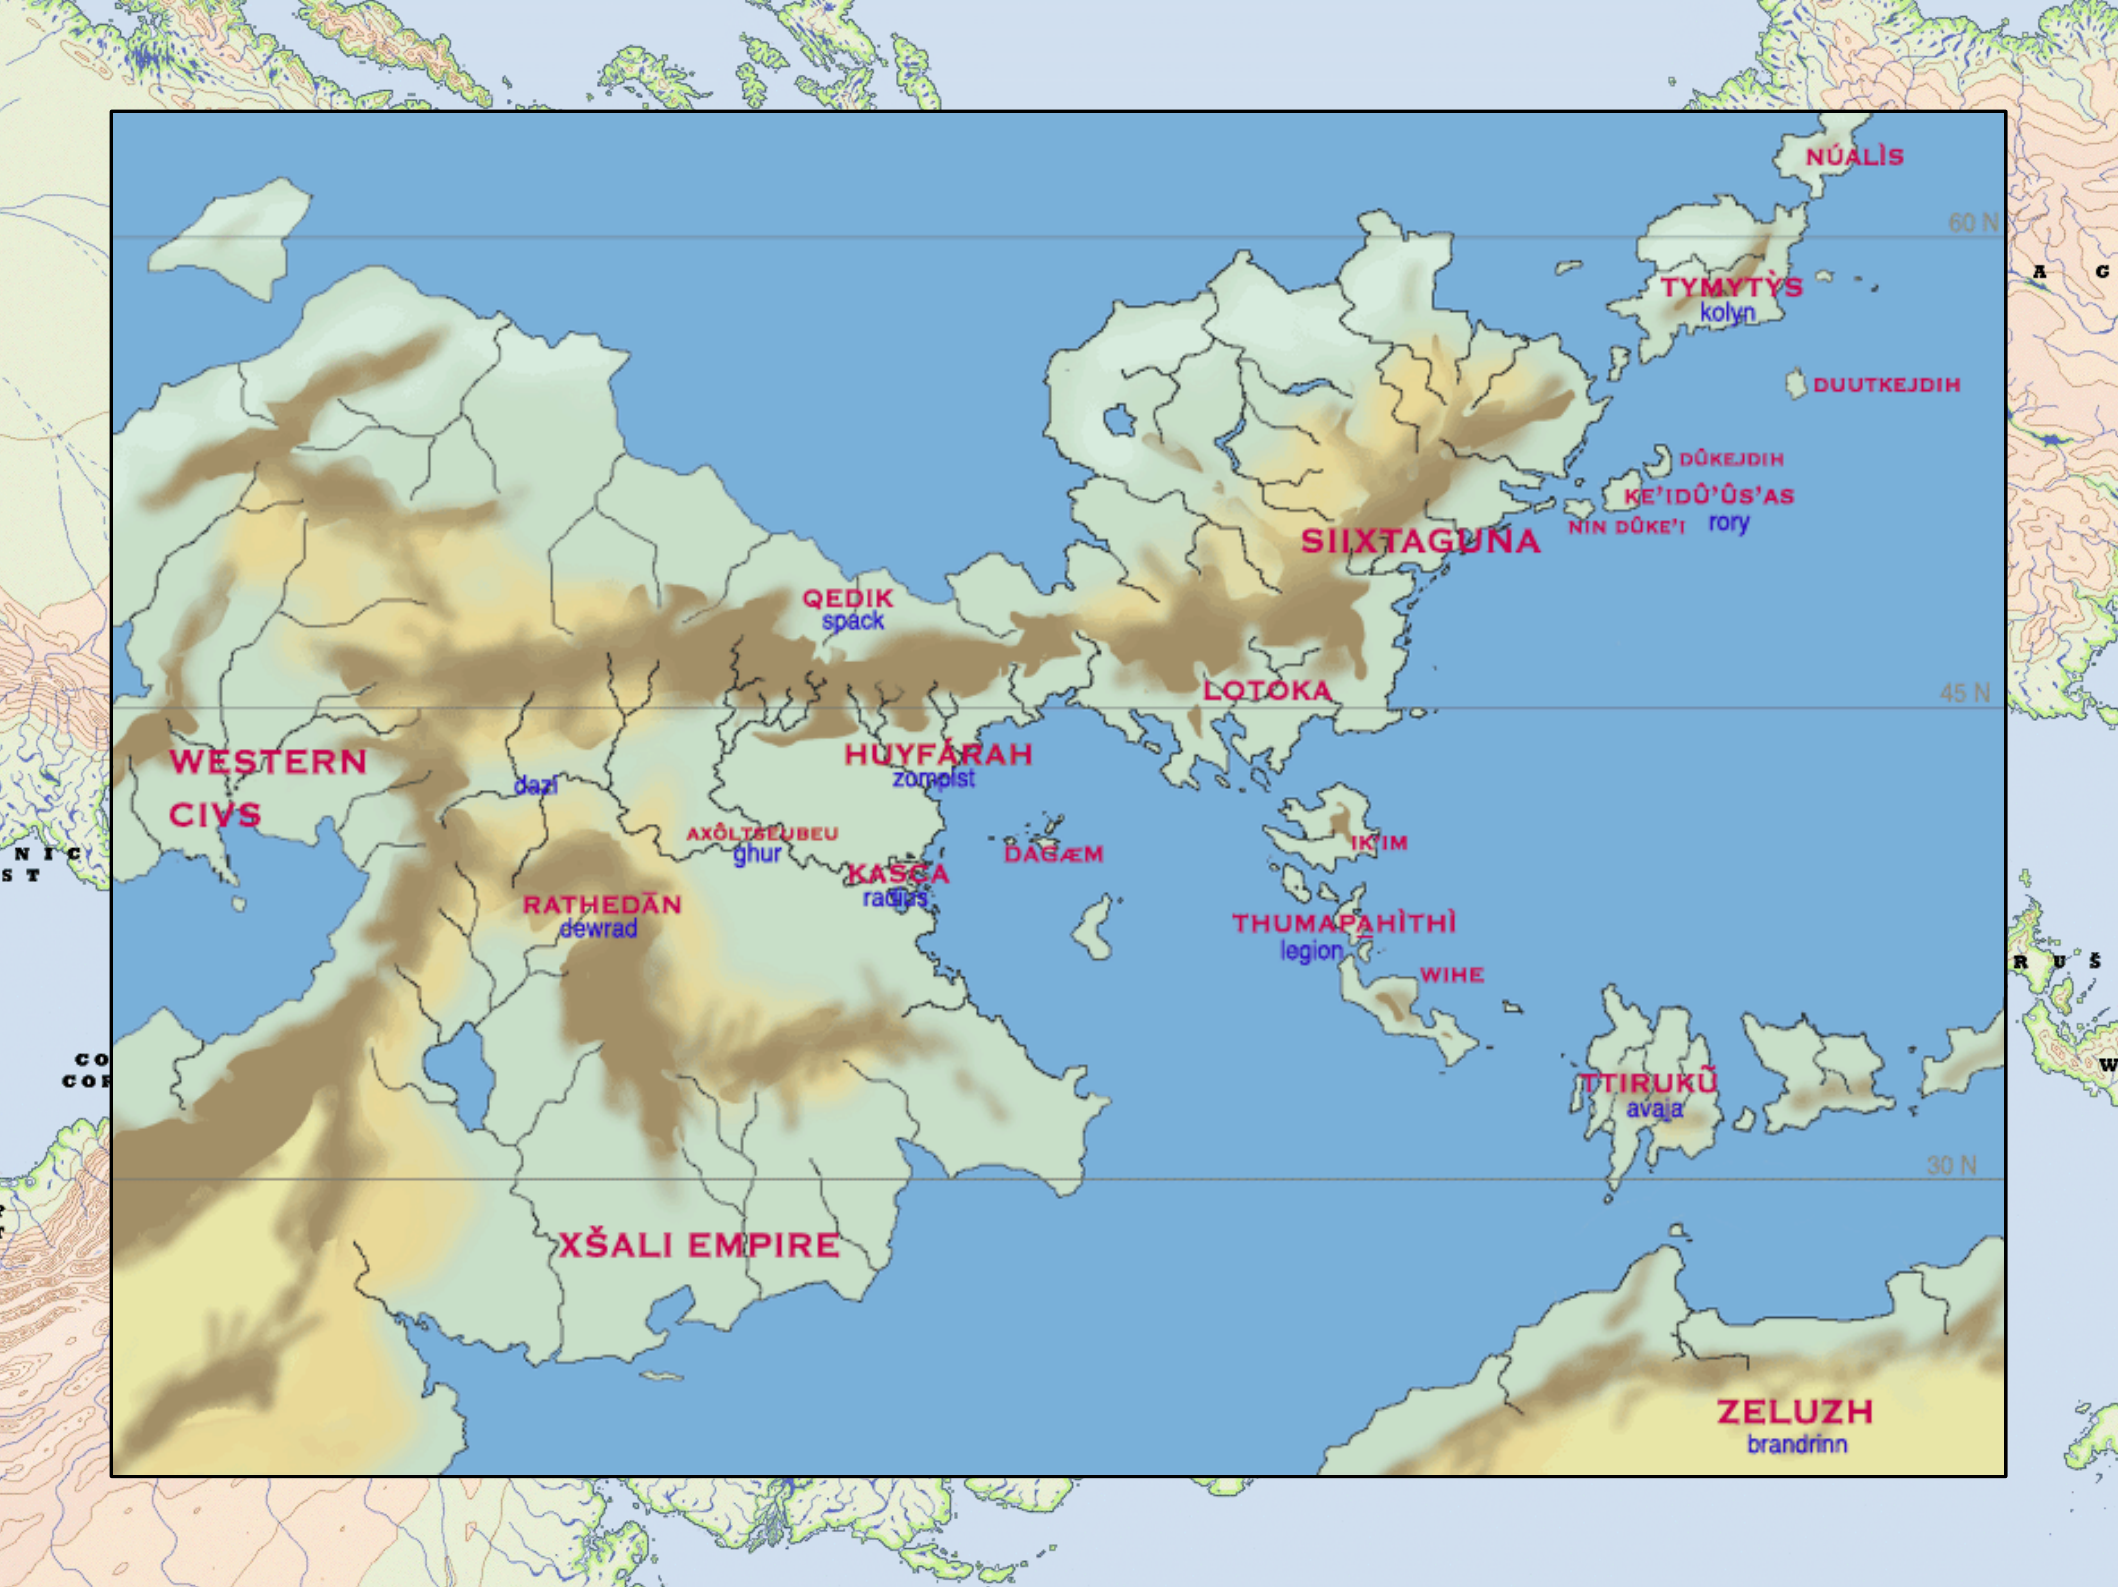 NÚALÌS
60 N
A G
TYMYTỲS
kolyn
DUUTKEJDIH
DÛKEJDIH
KE'IDÛ'ÛS'AS
NIN DÛKE'I rory
SIIXTAGUNA
QEDIK
spack
LOTOKA
45 N
WESTERN
CIVS
HUYFÁRAH
zompist
dazi
AXÔLTSEUBEU
ghur
N I C
S T
DAGÆM
IK'IM
KASCA
radius
RATHEDĀN
dewrad
THUMAPAHÌTHÌ
legion
WIHE
R U Š
CO
COR
W
TTIRUKŨ
avaja
30 N
XŠALI EMPIRE
ZELUZH
brandrinn